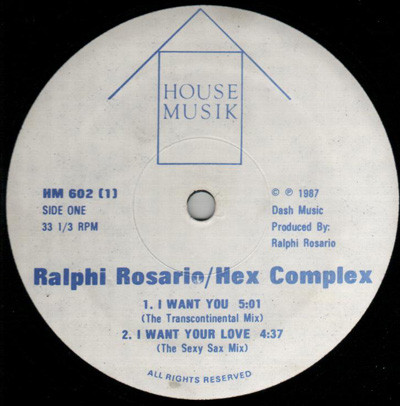 HOUSE
MUSIK
HM 602 (1)
SIDE ONE
33 1/3 RPM
© ℗ 1987
Dash Music
Produced By:
Ralphi Rosario
Ralphi Rosario/Hex Complex
1. I WANT YOU 5:01
(The Transcontinental Mix)
2. I WANT YOUR LOVE 4:37
(The Sexy Sax Mix)
ALL RIGHTS RESERVED